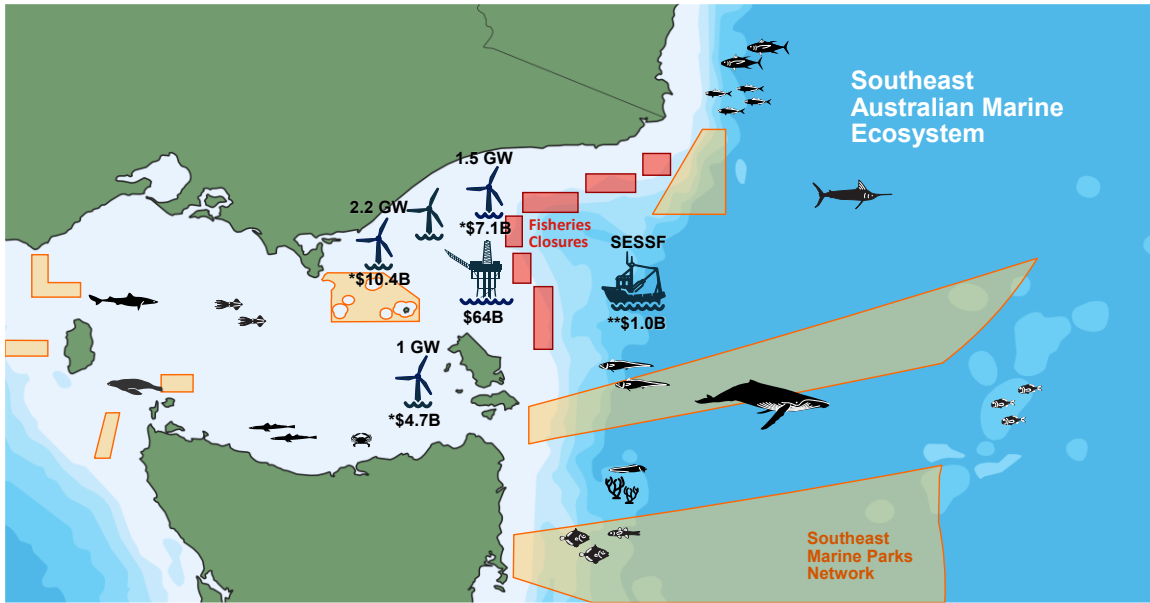 Southeast
Australian Marine
Ecosystem
1.5 GW
*$7.1B
2.2 GW
*$10.4B
Fisheries
Closures
SESSF
**$1.0B
$64B
1 GW
*$4.7B
Southeast
Marine Parks
Network